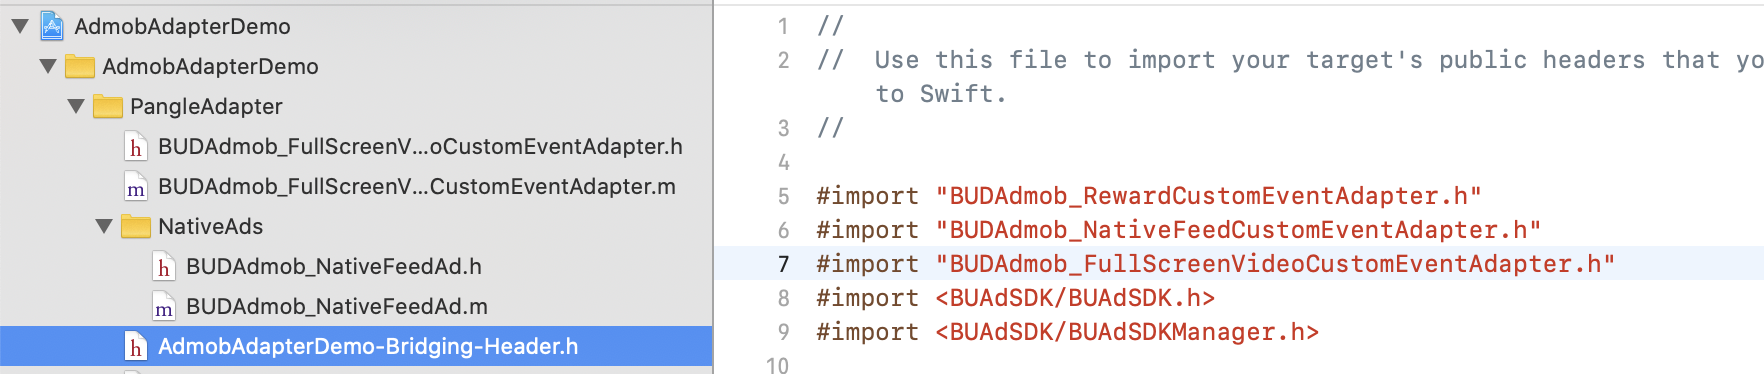 AdmobAdapterDemo
AdmobAdapterDemo
PangleAdapter
h BUDAdmob_FullScreenV...oCustomEventAdapter.h
m BUDAdmob_FullScreenV...CustomEventAdapter.m
NativeAds
h BUDAdmob_NativeFeedAd.h
m BUDAdmob_NativeFeedAd.m
h AdmobAdapterDemo-Bridging-Header.h
1 //
2 //  Use this file to import your target's public headers that yo
to Swift.
3 //
4
5 #import "BUDAdmob_RewardCustomEventAdapter.h"
6 #import "BUDAdmob_NativeFeedCustomEventAdapter.h"
7 #import "BUDAdmob_FullScreenVideoCustomEventAdapter.h"
8 #import <BUAdSDK/BUAdSDK.h>
9 #import <BUAdSDK/BUAdSDKManager.h>
10